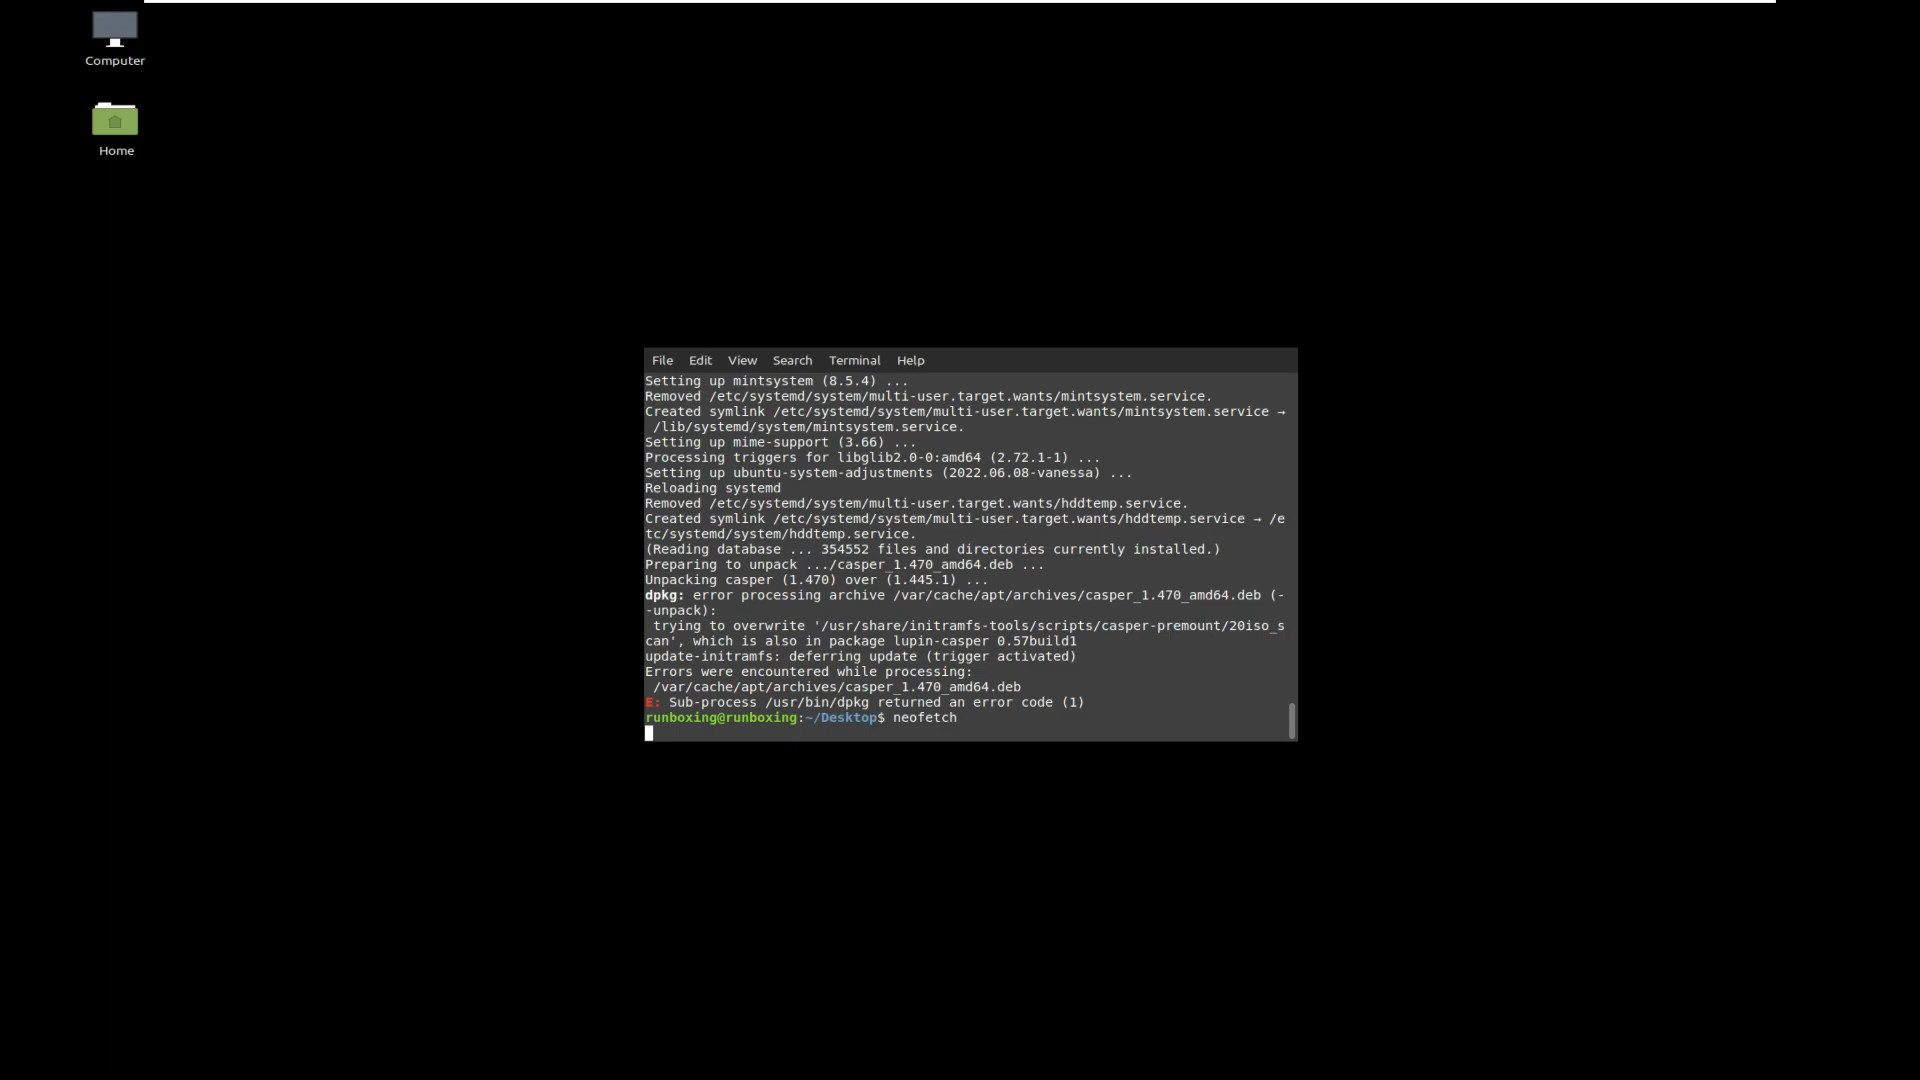 Computer
Home
File Edit View Search Terminal Help
Setting up mintsystem (8.5.4) ...
Removed /etc/systemd/system/multi-user.target.wants/mintsystem.service.
Created symlink /etc/systemd/system/multi-user.target.wants/mintsystem.service →
 /lib/systemd/system/mintsystem.service.
Setting up mime-support (3.66) ...
Processing triggers for libglib2.0-0:amd64 (2.72.1-1) ...
Setting up ubuntu-system-adjustments (2022.06.08-vanessa) ...
Reloading systemd
Removed /etc/systemd/system/multi-user.target.wants/hddtemp.service.
Created symlink /etc/systemd/system/multi-user.target.wants/hddtemp.service → /e
tc/systemd/system/hddtemp.service.
(Reading database ... 354552 files and directories currently installed.)
Preparing to unpack .../casper_1.470_amd64.deb ...
Unpacking casper (1.470) over (1.445.1) ...
dpkg: error processing archive /var/cache/apt/archives/casper_1.470_amd64.deb (-
-unpack):
 trying to overwrite '/usr/share/initramfs-tools/scripts/casper-premount/20iso_s
can', which is also in package lupin-casper 0.57build1
update-initramfs: deferring update (trigger activated)
Errors were encountered while processing:
 /var/cache/apt/archives/casper_1.470_amd64.deb
E: Sub-process /usr/bin/dpkg returned an error code (1)
runboxing@runboxing:~/Desktop$ neofetch